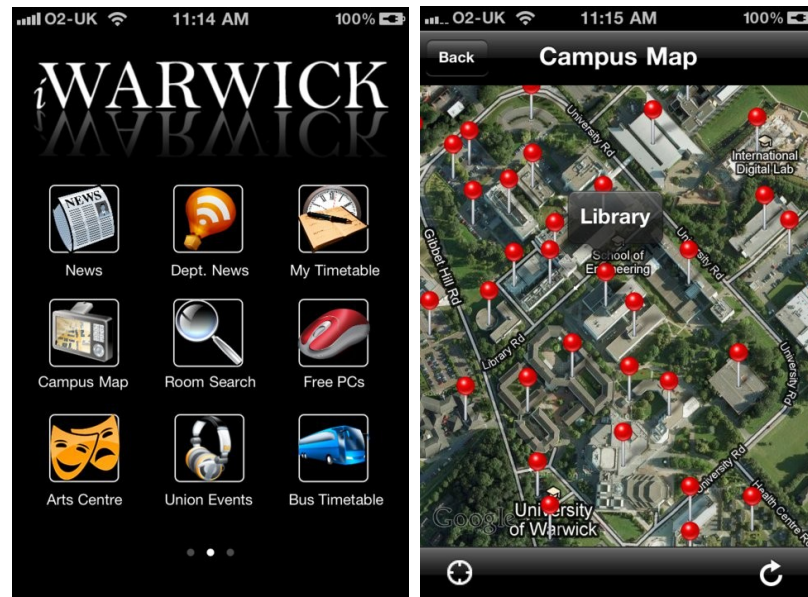 O2-UK 11:14 AM 100%
iWARWICK
NEWS
News Dept. News My Timetable
Campus Map Room Search Free PCs
Arts Centre Union Events Bus Timetable
O2-UK 11:15 AM 100%
Back Campus Map
University Rd
International
Digital Lab
Library
Gibbet Hill Rd
University Rd
School of
Engineering
Library Rd
University Rd
University Rd
Health Centre Rd
Google
University
of Warwick